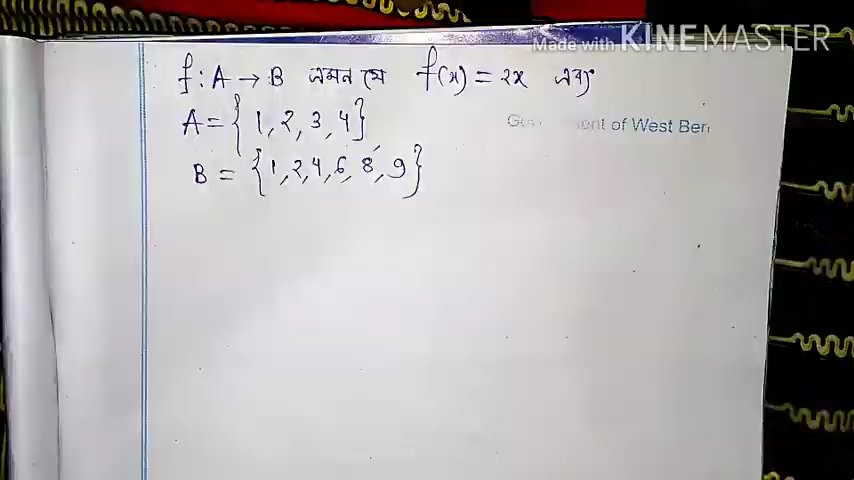 Made with KINEMASTER
f : A → B এমন যে f(x) = 2x এবং
A = {1, 2, 3, 4}
Government of West Ben
B = {1, 2, 4, 6, 8, 9}